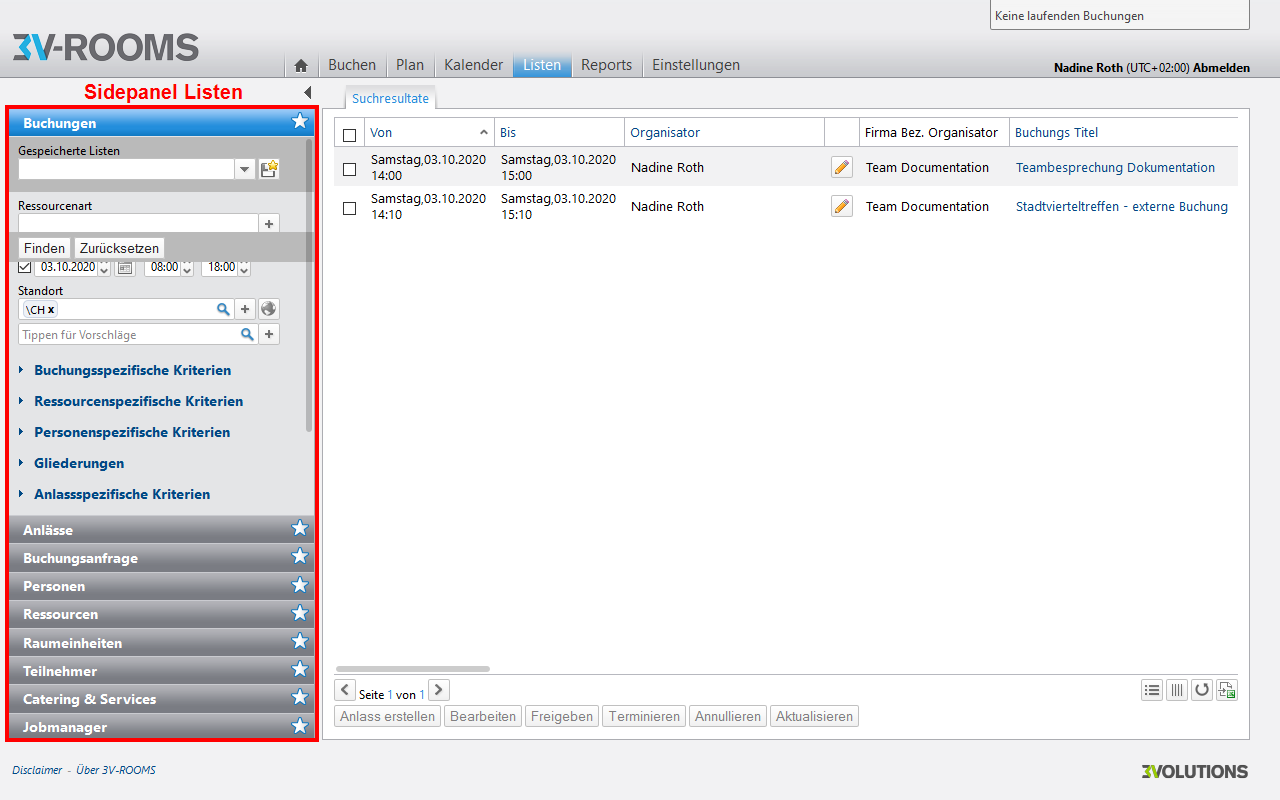 Keine laufenden Buchungen
3V-ROOMS
Buchen Plan Kalender Listen Reports Einstellungen
Nadine Roth (UTC+02:00) Abmelden
Sidepanel Listen
Buchungen
Gespeicherte Listen
Ressourcenart
Finden Zurücksetzen
03.10.2020 08:00 18:00
Standort
\CH x
Tippen für Vorschläge
Buchungsspezifische Kriterien
Ressourcenspezifische Kriterien
Personenspezifische Kriterien
Gliederungen
Anlassspezifische Kriterien
Anlässe
Buchungsanfrage
Personen
Ressourcen
Raumeinheiten
Teilnehmer
Catering & Services
Jobmanager
Suchresultate
Von Bis Organisator Firma Bez. Organisator Buchungs Titel
Samstag,03.10.2020 14:00 Samstag,03.10.2020 15:00 Nadine Roth Team Documentation Teambesprechung Dokumentation
Samstag,03.10.2020 14:10 Samstag,03.10.2020 15:10 Nadine Roth Team Documentation Stadtvierteltreffen - externe Buchung
Seite 1 von 1
Anlass erstellen Bearbeiten Freigeben Terminieren Annullieren Aktualisieren
Disclaimer - Über 3V-ROOMS
3VOLUTIONS